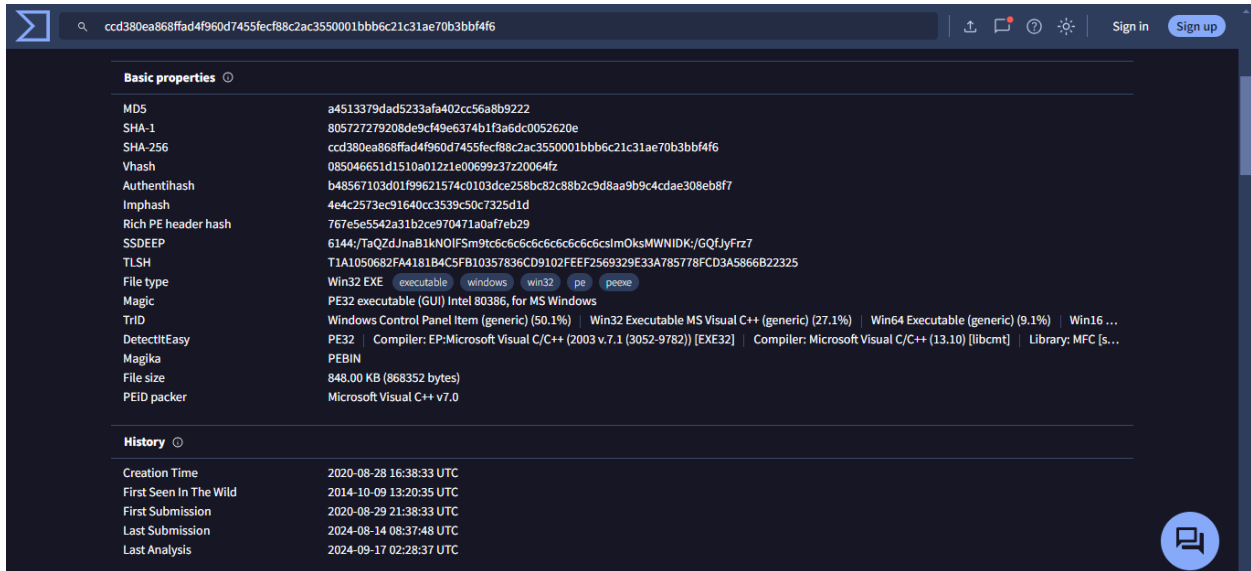 ccd380ea868ffad4f960d7455fecf88c2ac3550001bbb6c21c31ae70b3bbf4f6 Sign in Sign up
Basic properties
MD5 a4513379dad5233afa402cc56a8b9222
SHA-1 805727279208de9cf49e6374b1f3a6dc0052620e
SHA-256 ccd380ea868ffad4f960d7455fecf88c2ac3550001bbb6c21c31ae70b3bbf4f6
Vhash 085046651d1510a012z1e00699z37z20064fz
Authentihash b48567103d01f99621574c0103dce258bc82c88b2c9d8aa9b9c4cdae308eb8f7
Imphash 4e4c2573ec91640cc3539c50c7325d1d
Rich PE header hash 767e5e5542a31b2ce970471a0af7eb29
SSDEEP 6144:/TaQZdJnaB1kNOlFSm9tc6c6c6c6c6c6c6c6c6csImOksMWNIDK:/GQfJyFrz7
TLSH T1A1050682FA4181B4C5FB10357836CD9102FEEF2569329E33A785778FCD3A5866B22325
File type Win32 EXE executable windows win32 pe peexe
Magic PE32 executable (GUI) Intel 80386, for MS Windows
TrID Windows Control Panel Item (generic) (50.1%) | Win32 Executable MS Visual C++ (generic) (27.1%) | Win64 Executable (generic) (9.1%) | Win16 ...
DetectItEasy PE32 | Compiler: EP:Microsoft Visual C/C++ (2003 v.7.1 (3052-9782)) [EXE32] | Compiler: Microsoft Visual C/C++ (13.10) [libcmt] | Library: MFC [s...
Magika PEBIN
File size 848.00 KB (868352 bytes)
PEiD packer Microsoft Visual C++ v7.0
History
Creation Time 2020-08-28 16:38:33 UTC
First Seen In The Wild 2014-10-09 13:20:35 UTC
First Submission 2020-08-29 21:38:33 UTC
Last Submission 2024-08-14 08:37:48 UTC
Last Analysis 2024-09-17 02:28:37 UTC